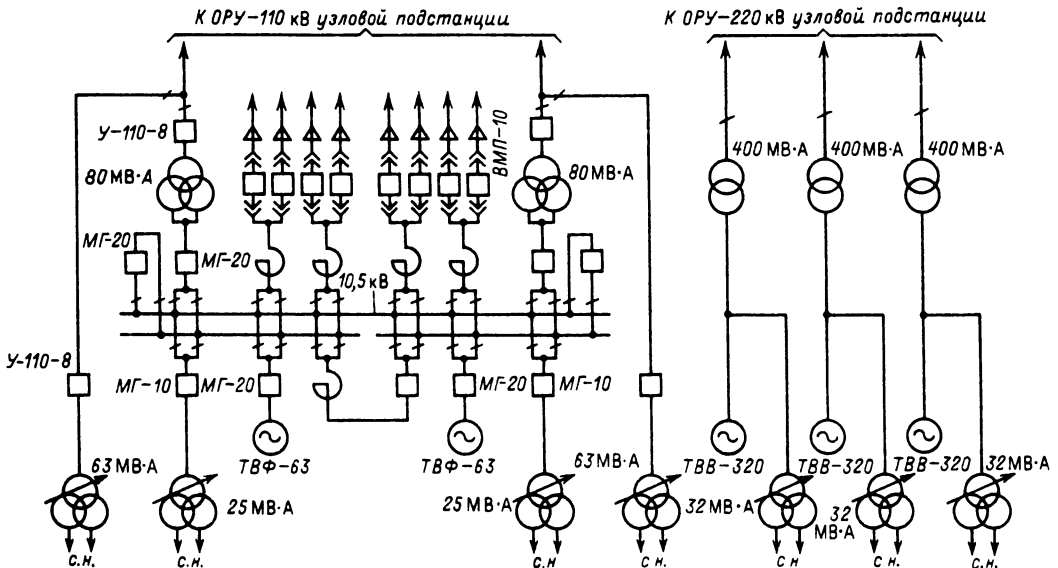 К ОРУ-110 кВ узловой подстанции
К ОРУ-220 кВ узловой подстанции
У-110-8
ВМП-10
80 МВ·А
80 МВ·А
400 МВ·А
400 МВ·А
400 МВ·А
МГ-20
МГ-20
10,5 кВ
У-110-8
МГ-10
МГ-20
МГ-20
МГ-10
ТВФ-63
ТВФ-63
63 МВ·А
63 МВ·А
ТВВ-320
ТВВ-320
ТВВ-320
32 МВ·А
25 МВ·А
25 МВ·А
32 МВ·А
32
МВ·А
с.н.
с.н.
с.н
с н.
с н
с н.
с.н.